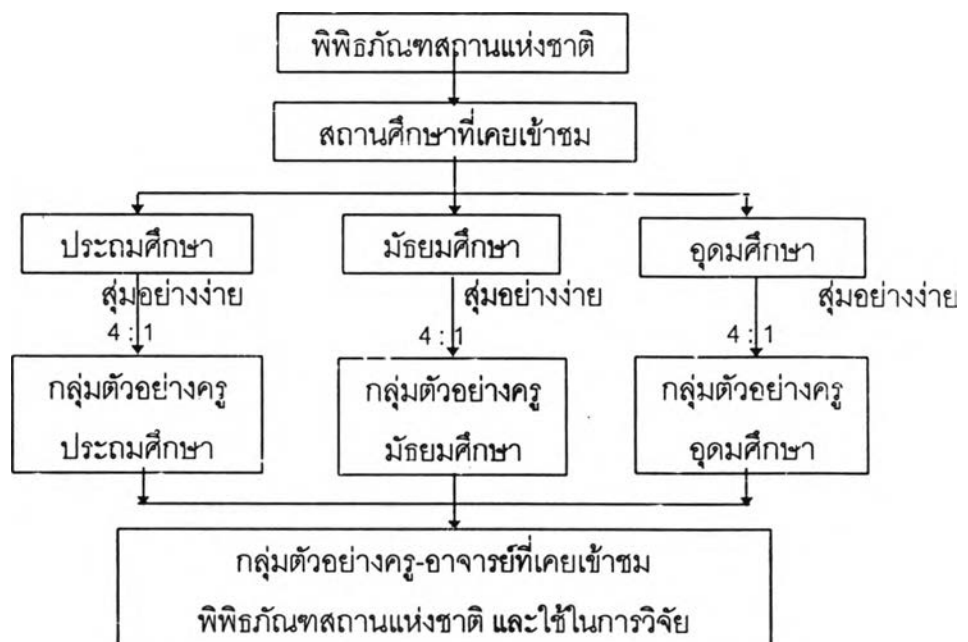 พิพิธภัณฑสถานแห่งชาติ
สถานศึกษาที่เคยเข้าชม
ประถมศึกษา
มัธยมศึกษา
อุดมศึกษา
สุ่มอย่างง่าย
สุ่มอย่างง่าย
สุ่มอย่างง่าย
4 : 1
4 : 1
4 : 1
กลุ่มตัวอย่างครู
ประถมศึกษา
กลุ่มตัวอย่างครู
มัธยมศึกษา
กลุ่มตัวอย่างครู
อุดมศึกษา
กลุ่มตัวอย่างครู-อาจารย์ที่เคยเข้าชม
พิพิธภัณฑสถานแห่งชาติ และใช้ในการวิจัย